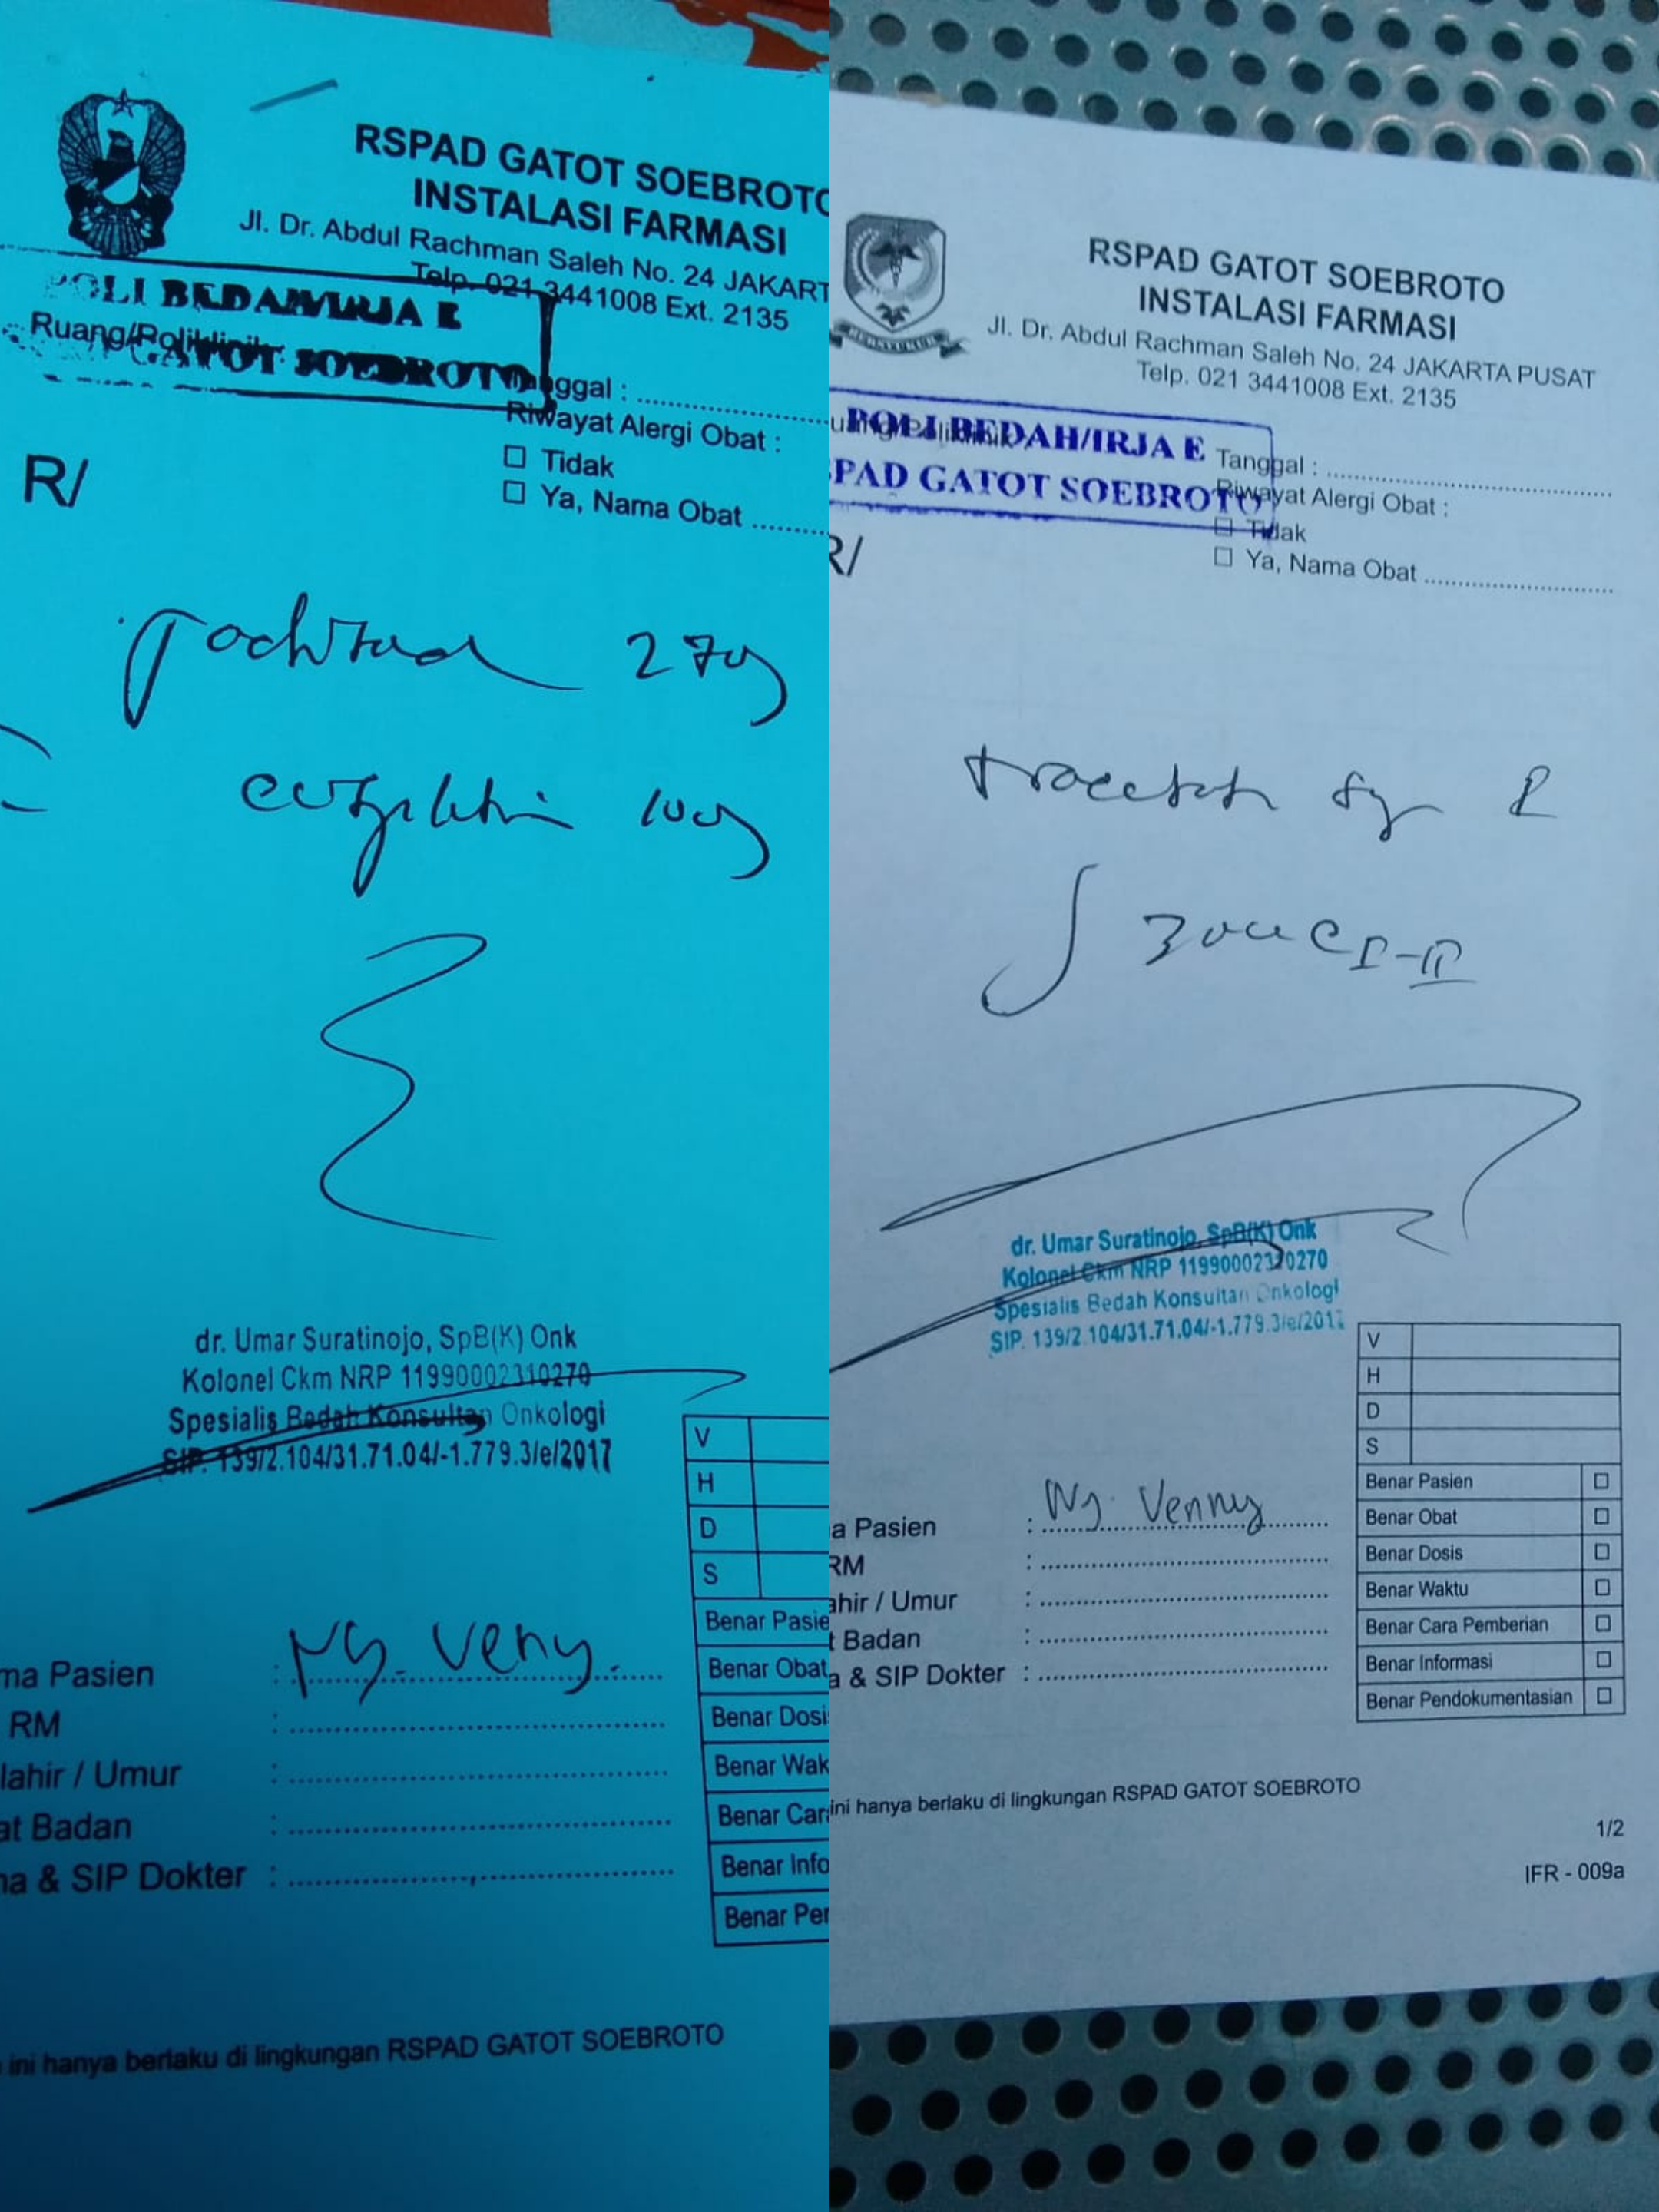 RSPAD GATOT SOEBROTO
INSTALASI FARMASI
Jl. Dr. Abdul Rachman Saleh No. 24 JAKART
Telp. 021 3441008 Ext. 2135
POLI BEDAH/IRJA E
Ruang/Poliklinik
GATOT SOEBROTO
Tanggal :
Riwayat Alergi Obat :
Tidak
Ya, Nama Obat
R/
dr. Umar Suratinojo, SpB(K) Onk
Kolonel Ckm NRP 11990002310270
Spesialis Bedah Konsultan Onkologi
SIP. 139/2.104/31.71.04/-1.779.3/e/2017
V
H
D
S
Benar Pasie
Benar Obat
Benar Dosi
Benar Wak
Benar Car
Benar Info
Benar Per
ma Pasien : Ny. Veny.
RM :
lahir / Umur :
at Badan :
na & SIP Dokter :
ini hanya berlaku di lingkungan RSPAD GATOT SOEBROTO
RSPAD GATOT SOEBROTO
INSTALASI FARMASI
Jl. Dr. Abdul Rachman Saleh No. 24 JAKARTA PUSAT
Telp. 021 3441008 Ext. 2135
POLI BEDAH/IRJA E
SPAD GATOT SOEBROTO
Tanggal :
Riwayat Alergi Obat :
Tidak
Ya, Nama Obat
R/
dr. Umar Suratinojo, SpB(K) Onk
Kolonel Ckm NRP 11990002310270
Spesialis Bedah Konsultan Onkologi
SIP. 139/2.104/31.71.04/-1.779.3/e/2017
V
H
D
S
Benar Pasien
Benar Obat
Benar Dosis
Benar Waktu
Benar Cara Pemberian
Benar Informasi
Benar Pendokumentasian
a Pasien : Ny. Venny
RM :
ahir / Umur :
t Badan :
a & SIP Dokter :
ini hanya berlaku di lingkungan RSPAD GATOT SOEBROTO
1/2
IFR - 009a